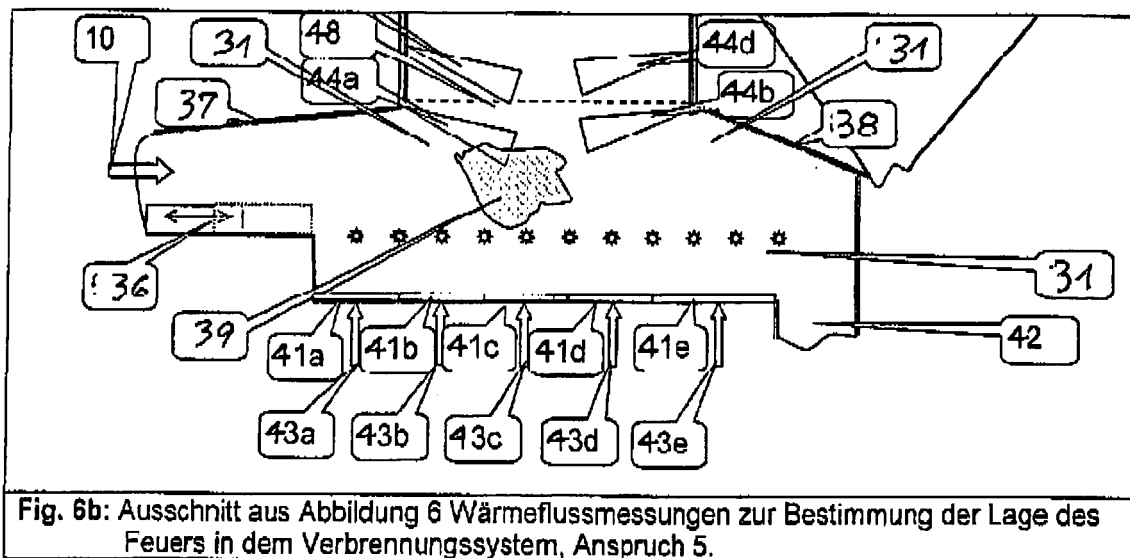 10
31
48
44d
31
44a
44b
37
38
36
31
39
41a
41b
41c
41d
41e
42
43a
43b
43c
43d
43e
Fig. 6b: Ausschnitt aus Abbildung 6 Wärmeflussmessungen zur Bestimmung der Lage des
Feuers in dem Verbrennungssystem, Anspruch 5.